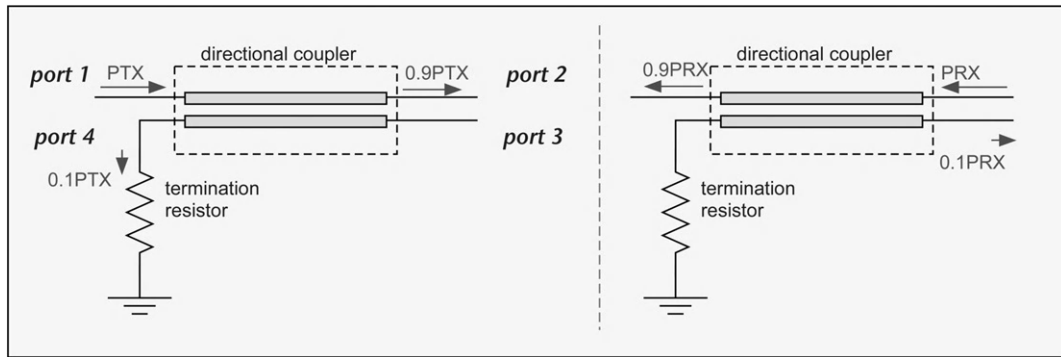 directional coupler
port 1
PTX
0.9PTX
port 2
port 4
port 3
0.1PTX
termination
resistor
directional coupler
0.9PRX
PRX
0.1PRX
termination
resistor